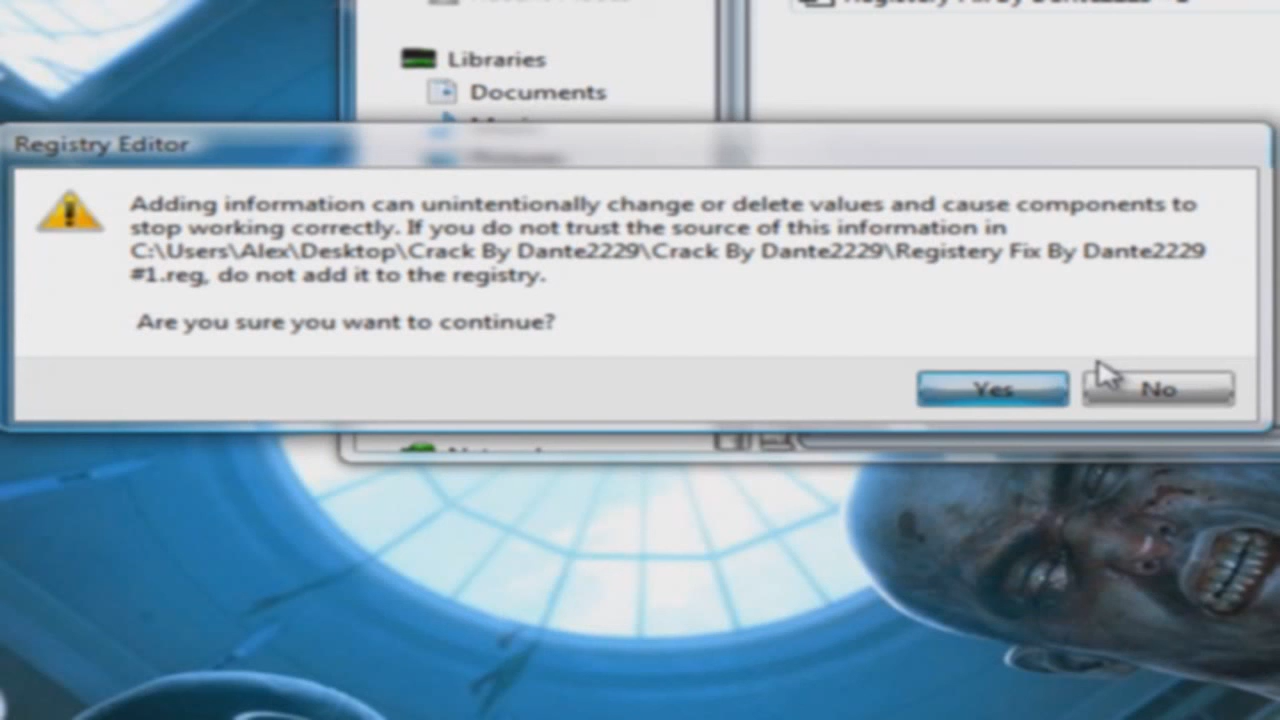 Libraries
Documents
Registry Editor
Adding information can unintentionally change or delete values and cause components to
stop working correctly. If you do not trust the source of this information in
C:\Users\Alex\Desktop\Crack By Dante2229\Crack By Dante2229\Registery Fix By Dante2229
#1.reg, do not add it to the registry.
Are you sure you want to continue?
Yes
No